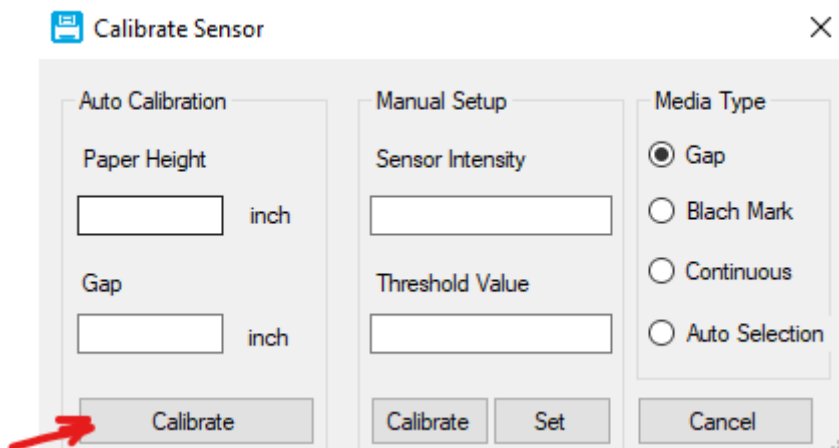 Calibrate Sensor
Auto Calibration
Paper Height
inch
Gap
inch
Calibrate
Manual Setup
Sensor Intensity
Threshold Value
Calibrate
Set
Media Type
Gap
Blach Mark
Continuous
Auto Selection
Cancel